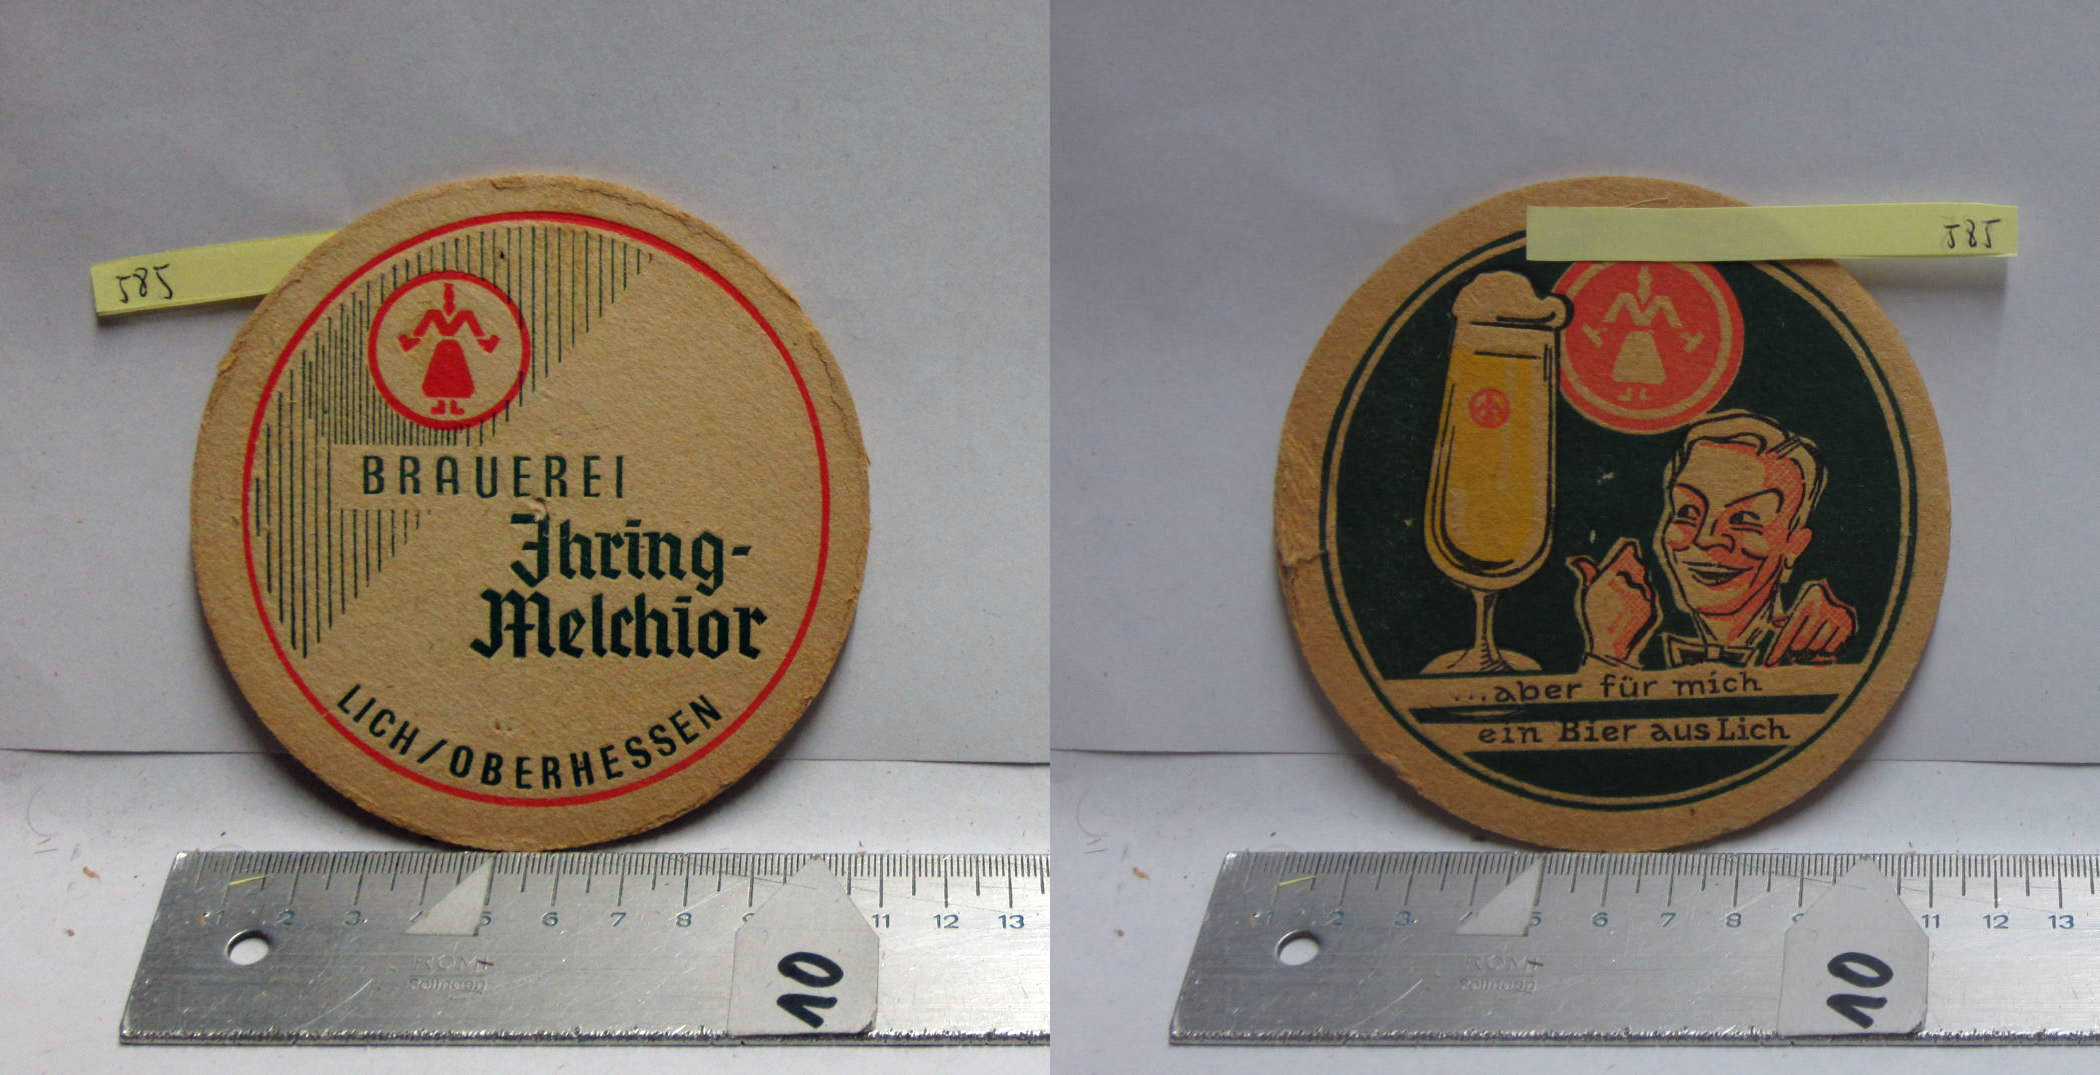 585
BRAUEREI
Ihring-
Melchior
LICH/OBERHESSEN
1 2 3 4 5 6 7 8 9 11 12 13
10
585
...aber für mich
ein Bier aus Lich
1 2 3 4 5 6 7 8 9 11 12 13
10